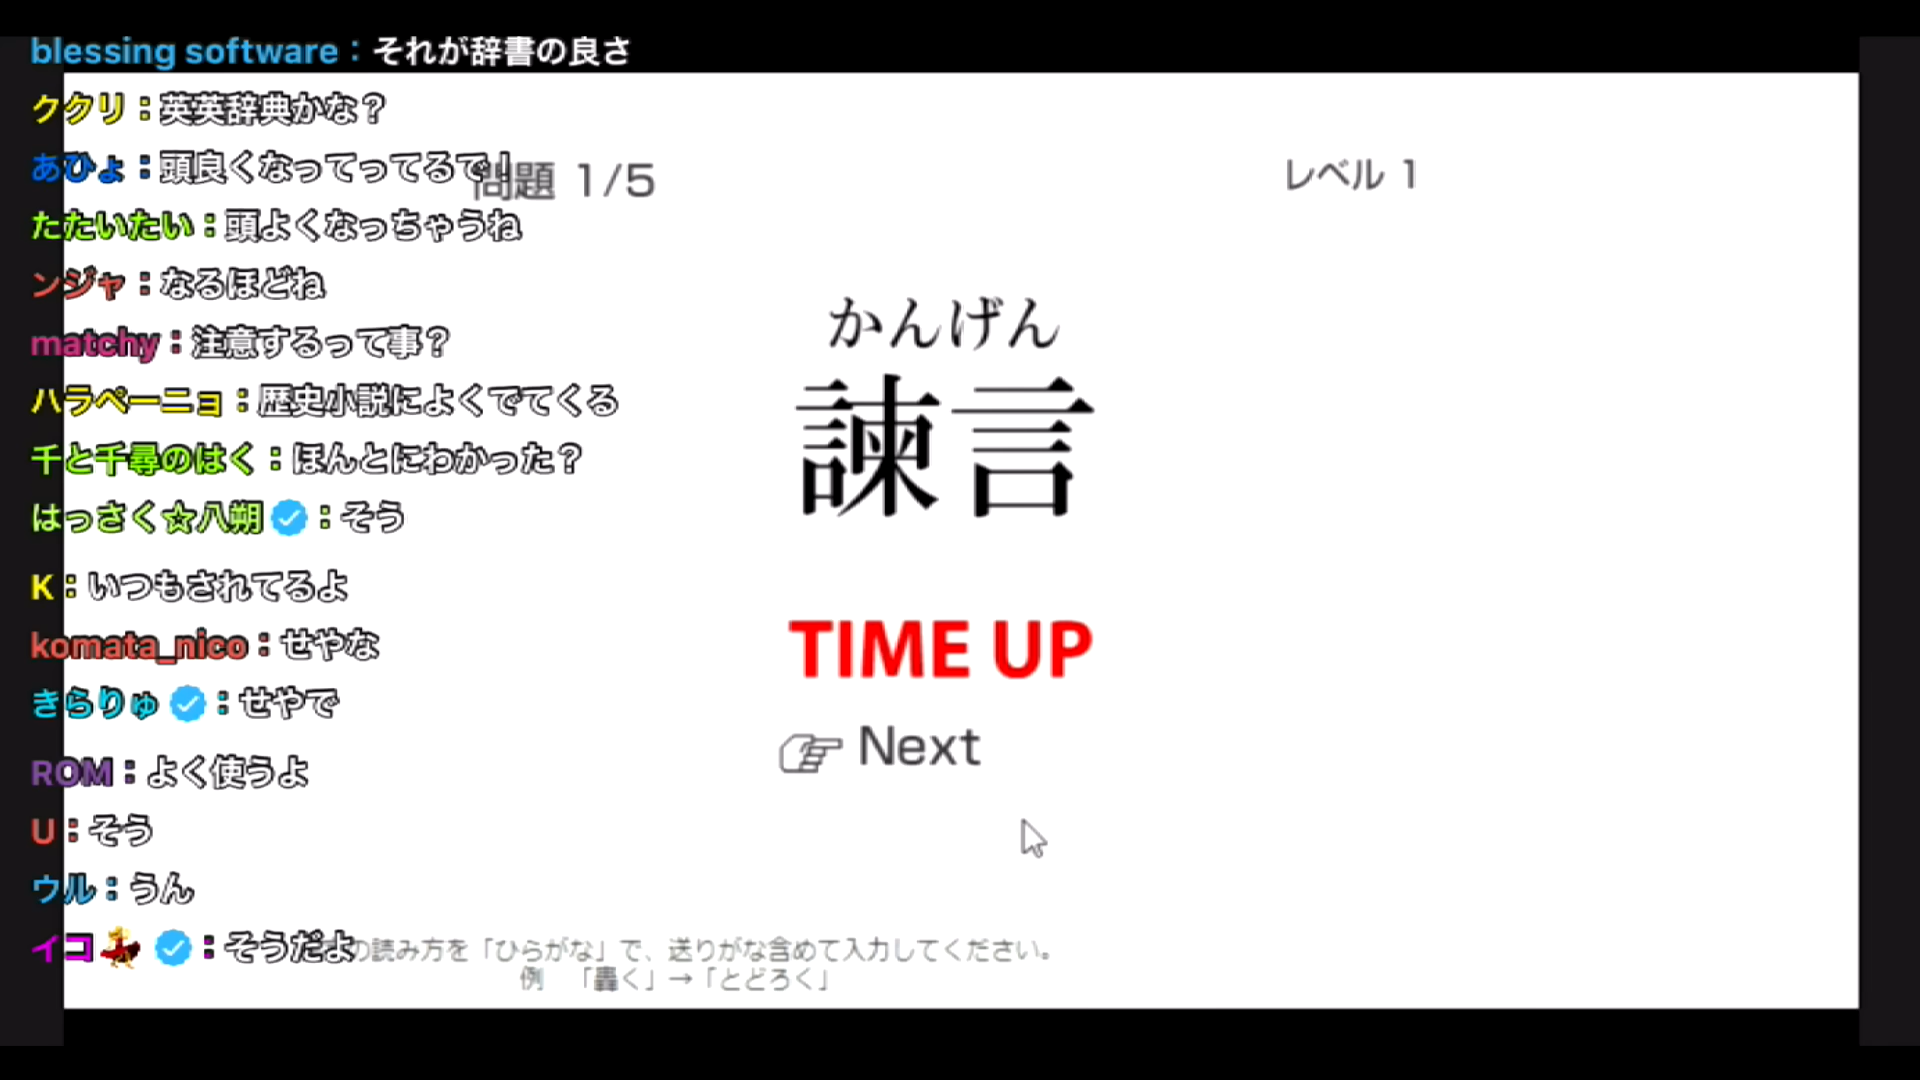 blessing software：それが辞書の良さ
ククリ：英英辞典かな？
あひょ：頭良くなってってるで！
たたいたい：頭よくなっちゃうね
ンジャ：なるほどね
matchy：注意するって事？
ハラペーニョ：歴史小説によくでてくる
千と千尋のはく：ほんとにわかった？
はっさく☆八朔：そう
K：いつもされてるよ
komata_nico：せやな
きらりゅ：せやで
ROM：よく使うよ
U：そう
ウル：うん
イコ：そうだよ
問題 1/5
レベル 1
かんげん
諫言
TIME UP
Next
の読み方を「ひらがな」で、送りがな含めて入力してください。
例 「轟く」→「とどろく」